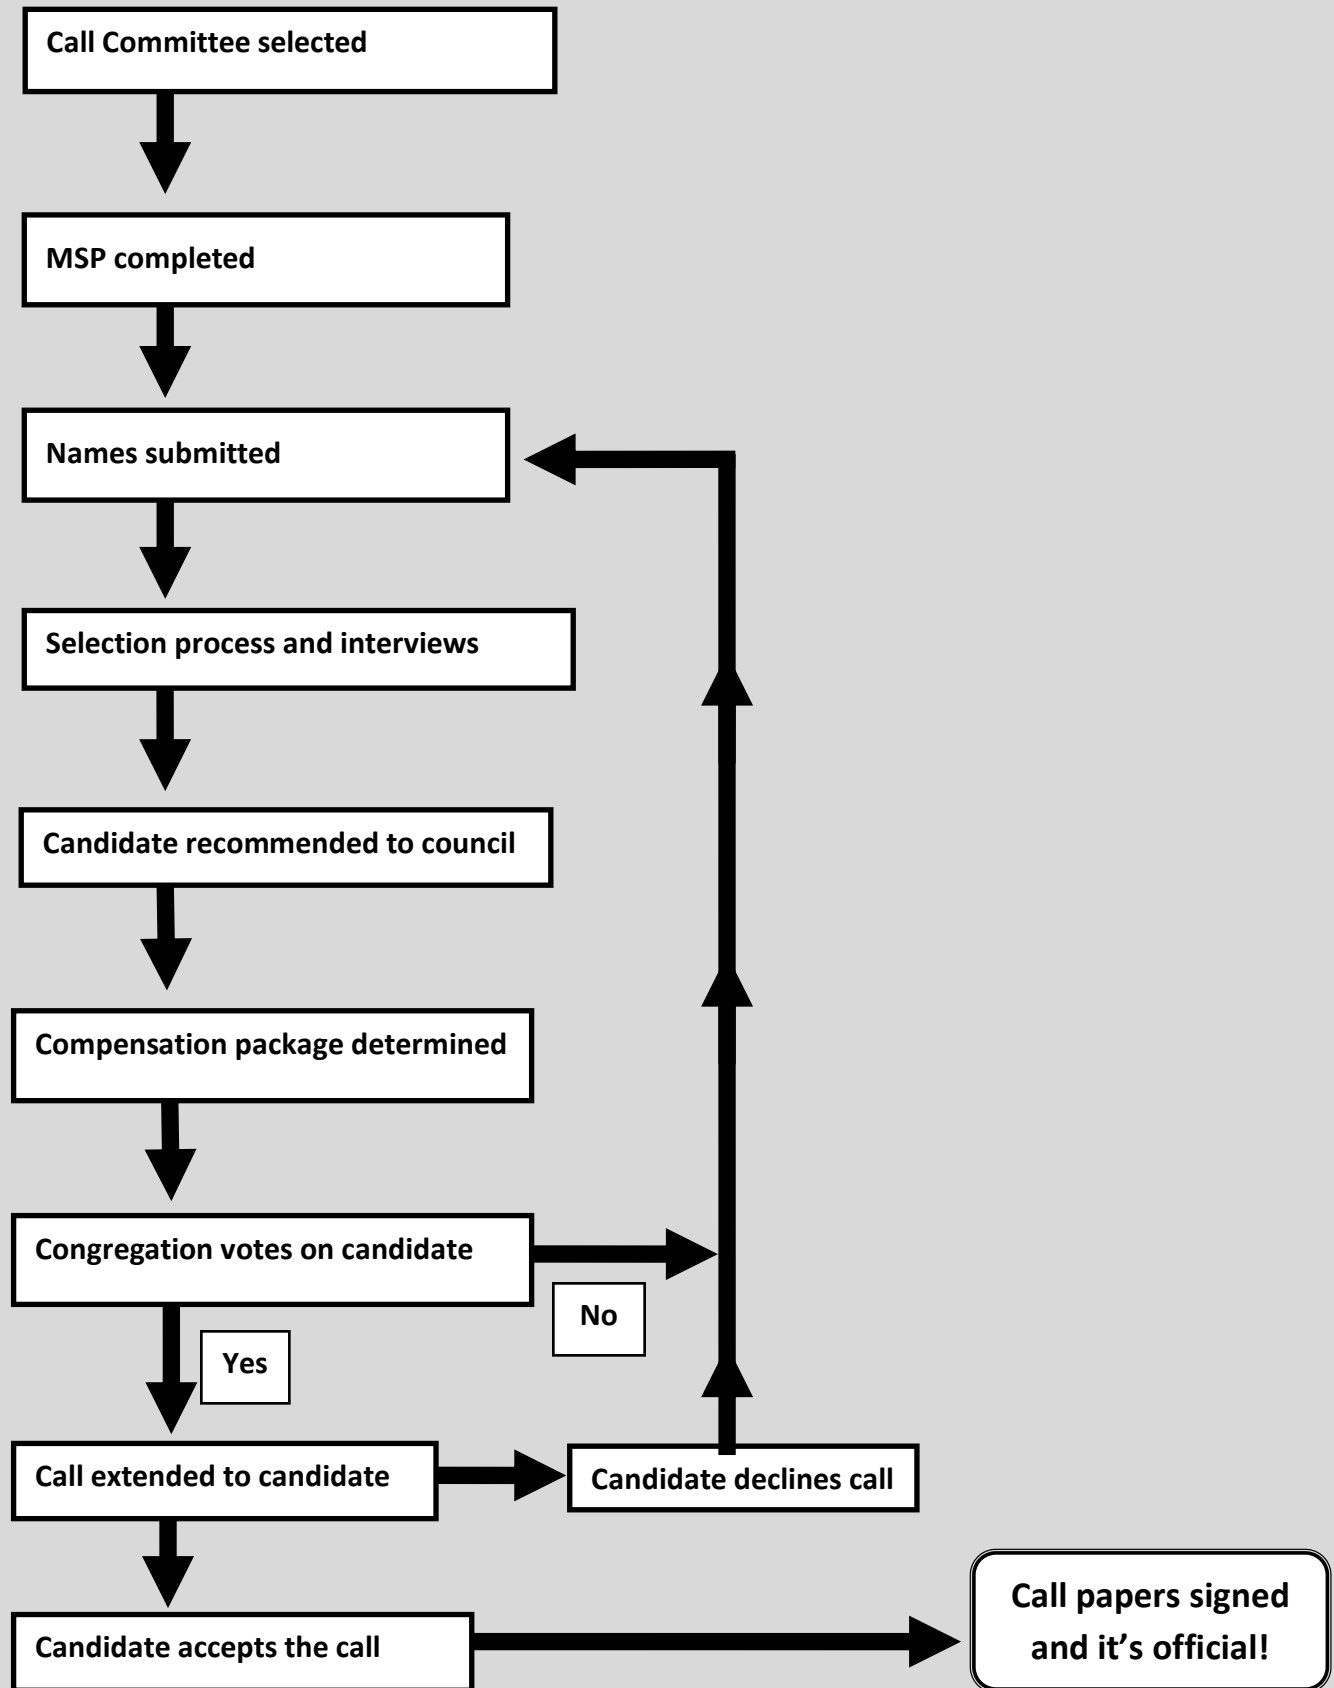 Call Committee selected
MSP completed
Names submitted
Selection process and interviews
Candidate recommended to council
Compensation package determined
Congregation votes on candidate
No
Yes
Call extended to candidate
Candidate declines call
Candidate accepts the call
Call papers signed
and it’s official!